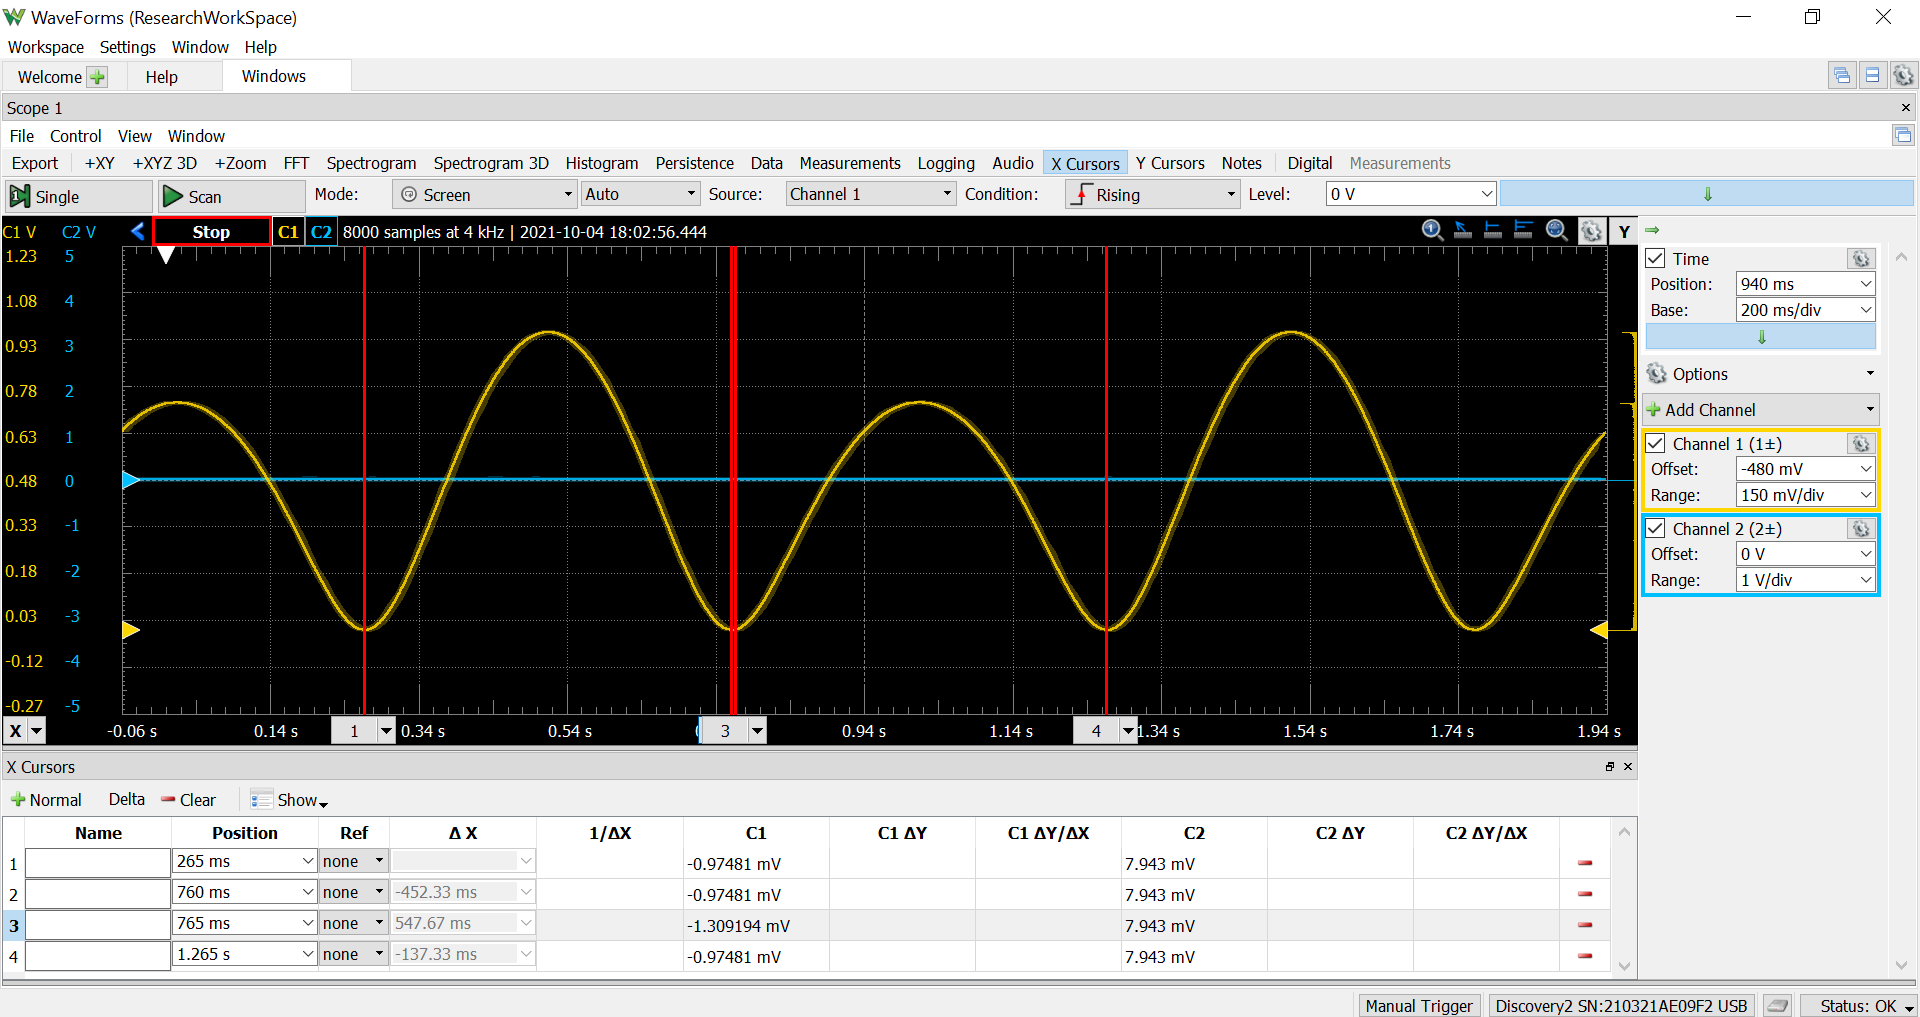 WaveForms (ResearchWorkSpace)
Workspace Settings Window Help
Welcome Help Windows
Scope 1
File Control View Window
Export +XY +XYZ 3D +Zoom FFT Spectrogram Spectrogram 3D Histogram Persistence Data Measurements Logging Audio X Cursors Y Cursors Notes Digital Measurements
Single Scan Mode: Screen Auto Source: Channel 1 Condition: Rising Level: 0 V
C1 V C2 V Stop C1 C2 8000 samples at 4 kHz | 2021-10-04 18:02:56.444 Y
1.23 5
1.08 4
0.93 3
0.78 2
0.63 1
0.48 0
0.33 -1
0.18 -2
0.03 -3
-0.12 -4
-0.27 -5
X -0.06 s 0.14 s 1 0.34 s 0.54 s 3 0.94 s 1.14 s 4 1.34 s 1.54 s 1.74 s 1.94 s
Time
Position: 940 ms
Base: 200 ms/div
Options
Add Channel
Channel 1 (1±)
Offset: -480 mV
Range: 150 mV/div
Channel 2 (2±)
Offset: 0 V
Range: 1 V/div
X Cursors
Normal Delta Clear Show
Name Position Ref Δ X 1/ΔX C1 C1 ΔY C1 ΔY/ΔX C2 C2 ΔY C2 ΔY/ΔX
1 265 ms none -0.97481 mV 7.943 mV
2 760 ms none -452.33 ms -0.97481 mV 7.943 mV
3 765 ms none 547.67 ms -1.309194 mV 7.943 mV
4 1.265 s none -137.33 ms -0.97481 mV 7.943 mV
Manual Trigger Discovery2 SN:210321AE09F2 USB Status: OK